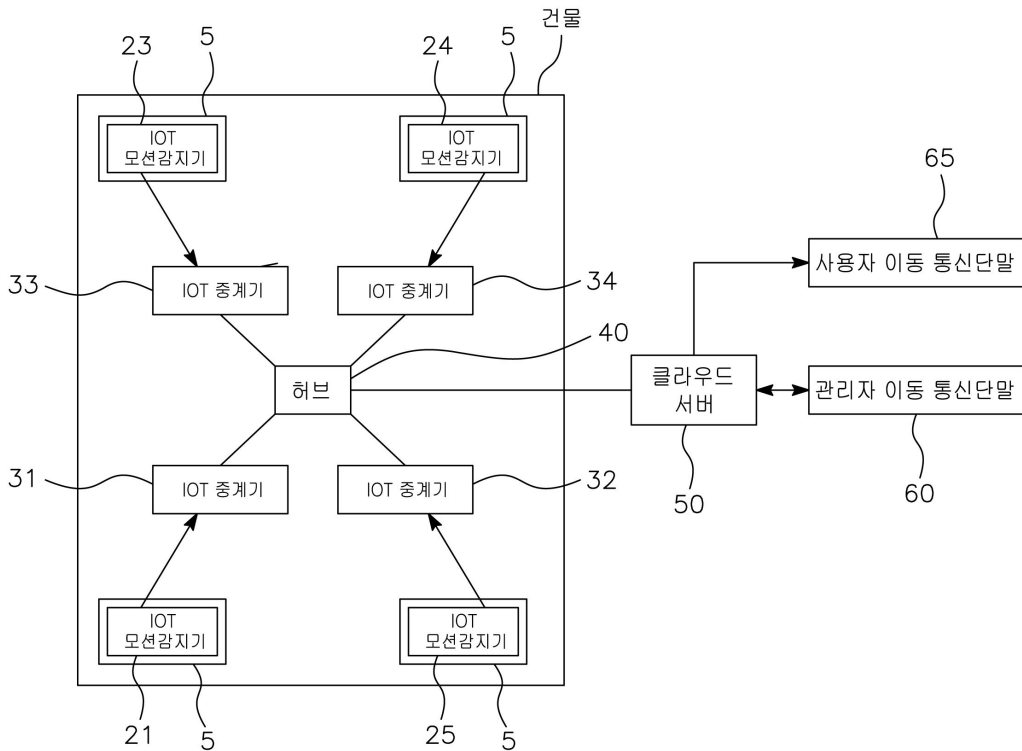 건물
23
5
24
5
IOT
모션감지기
IOT
모션감지기
65
사용자 이동 통신단말
33
IOT 중계기
IOT 중계기
34
40
허브
클라우드
서버
관리자 이동 통신단말
31
IOT 중계기
IOT 중계기
32
50
60
IOT
모션감지기
IOT
모션감지기
21
5
25
5